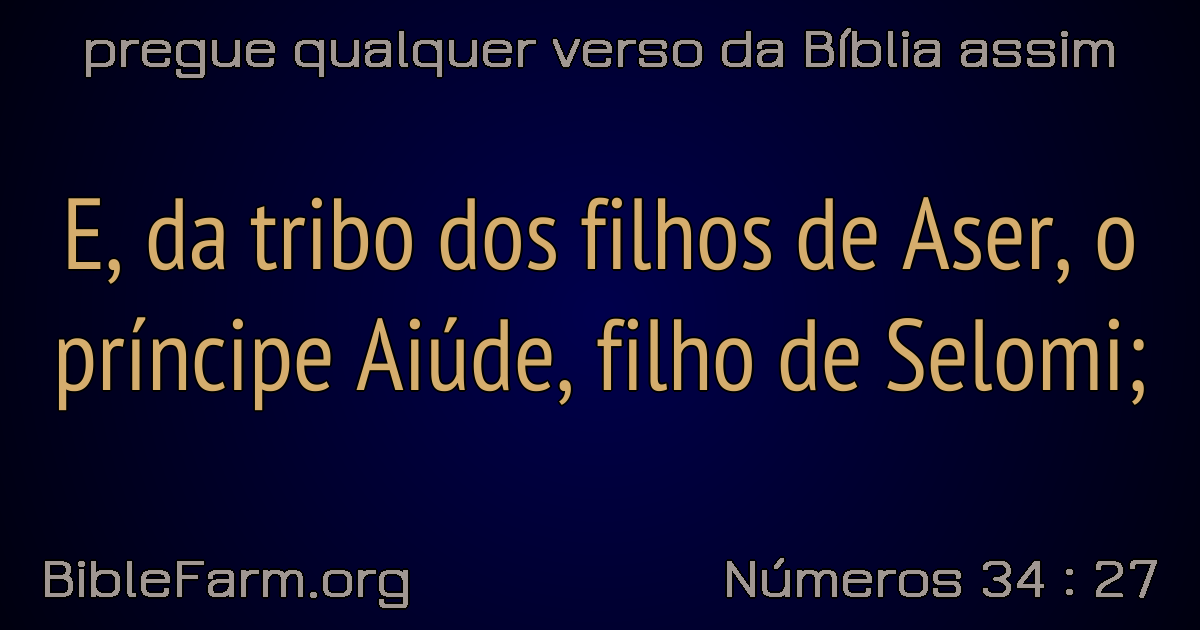 pregue qualquer verso da Bíblia assim
E, da tribo dos filhos de Aser, o
príncipe Aiúde, filho de Selomi;
BibleFarm.org
Números 34 : 27